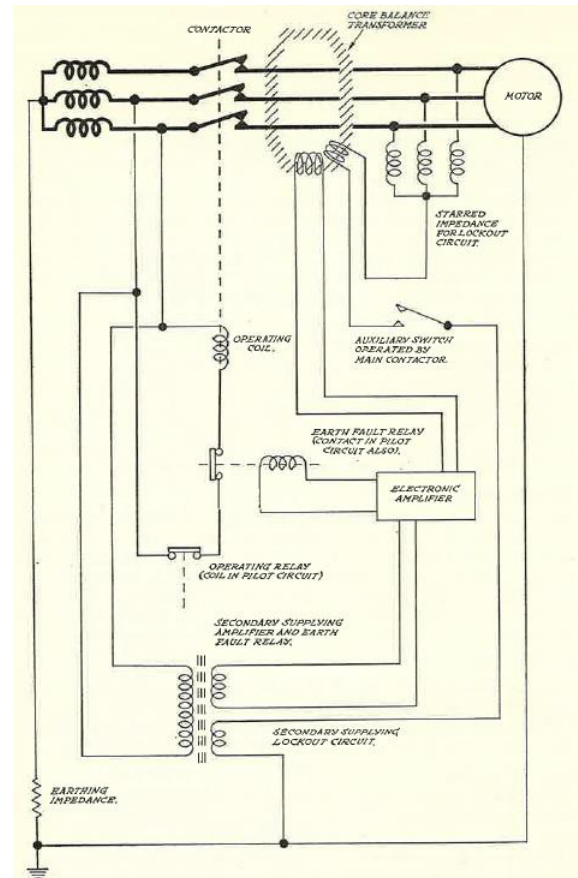 CORE BALANCE
TRANSFORMER
CONTACTOR
MOTOR
STARRED
IMPEDANCE
FOR LOCKOUT
CIRCUIT.
OPERATING
COIL.
AUXILIARY SWITCH
OPERATED BY
MAIN CONTACTOR.
EARTH FAULT RELAY
(CONTACT IN PILOT
CIRCUIT ALSO).
ELECTRONIC
AMPLIFIER
OPERATING RELAY
(COIL IN PILOT CIRCUIT)
SECONDARY SUPPLYING
AMPLIFIER AND EARTH
FAULT RELAY.
SECONDARY SUPPLYING
LOCKOUT CIRCUIT.
EARTHING
IMPEDANCE.